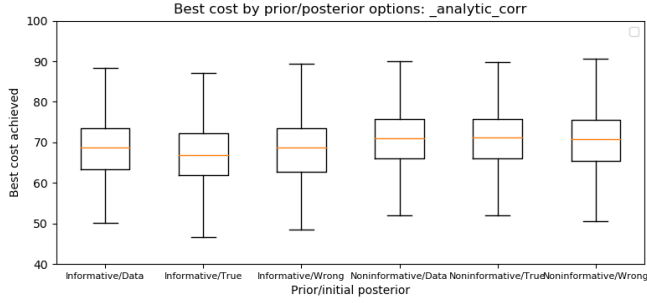 Best cost by prior/posterior options: _analytic_corr
100
90
80
70
60
50
40
Best cost achieved
Informative/Data Informative/True Informative/Wrong Noninformative/Data Noninformative/True Noninformative/Wrong
Prior/initial posterior